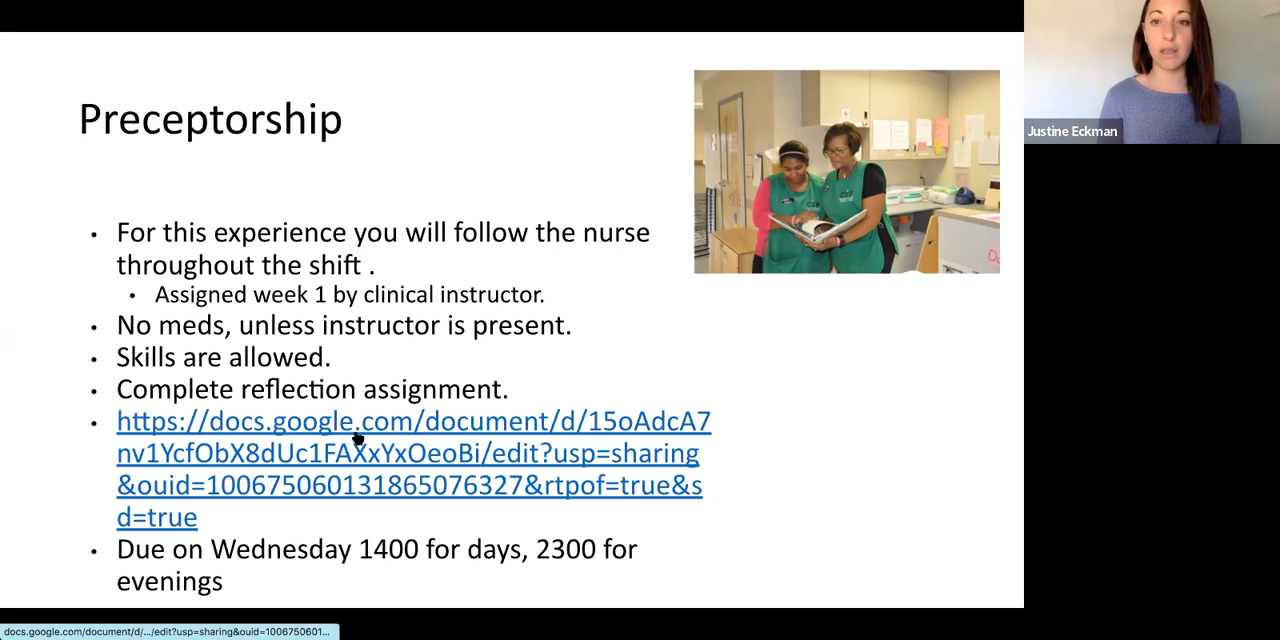 Preceptorship
• For this experience you will follow the nurse
throughout the shift .
• Assigned week 1 by clinical instructor.
• No meds, unless instructor is present.
• Skills are allowed.
• Complete reflection assignment.
• https://docs.google.com/document/d/15oAdcA7
nv1YcfObX8dUc1FAXxYxOeoBi/edit?usp=sharing
&ouid=100675060131865076327&rtpof=true&s
d=true
• Due on Wednesday 1400 for days, 2300 for
evenings
Justine Eckman
docs.google.com/document/d/.../edit?usp=sharing&ouid=1006750601...